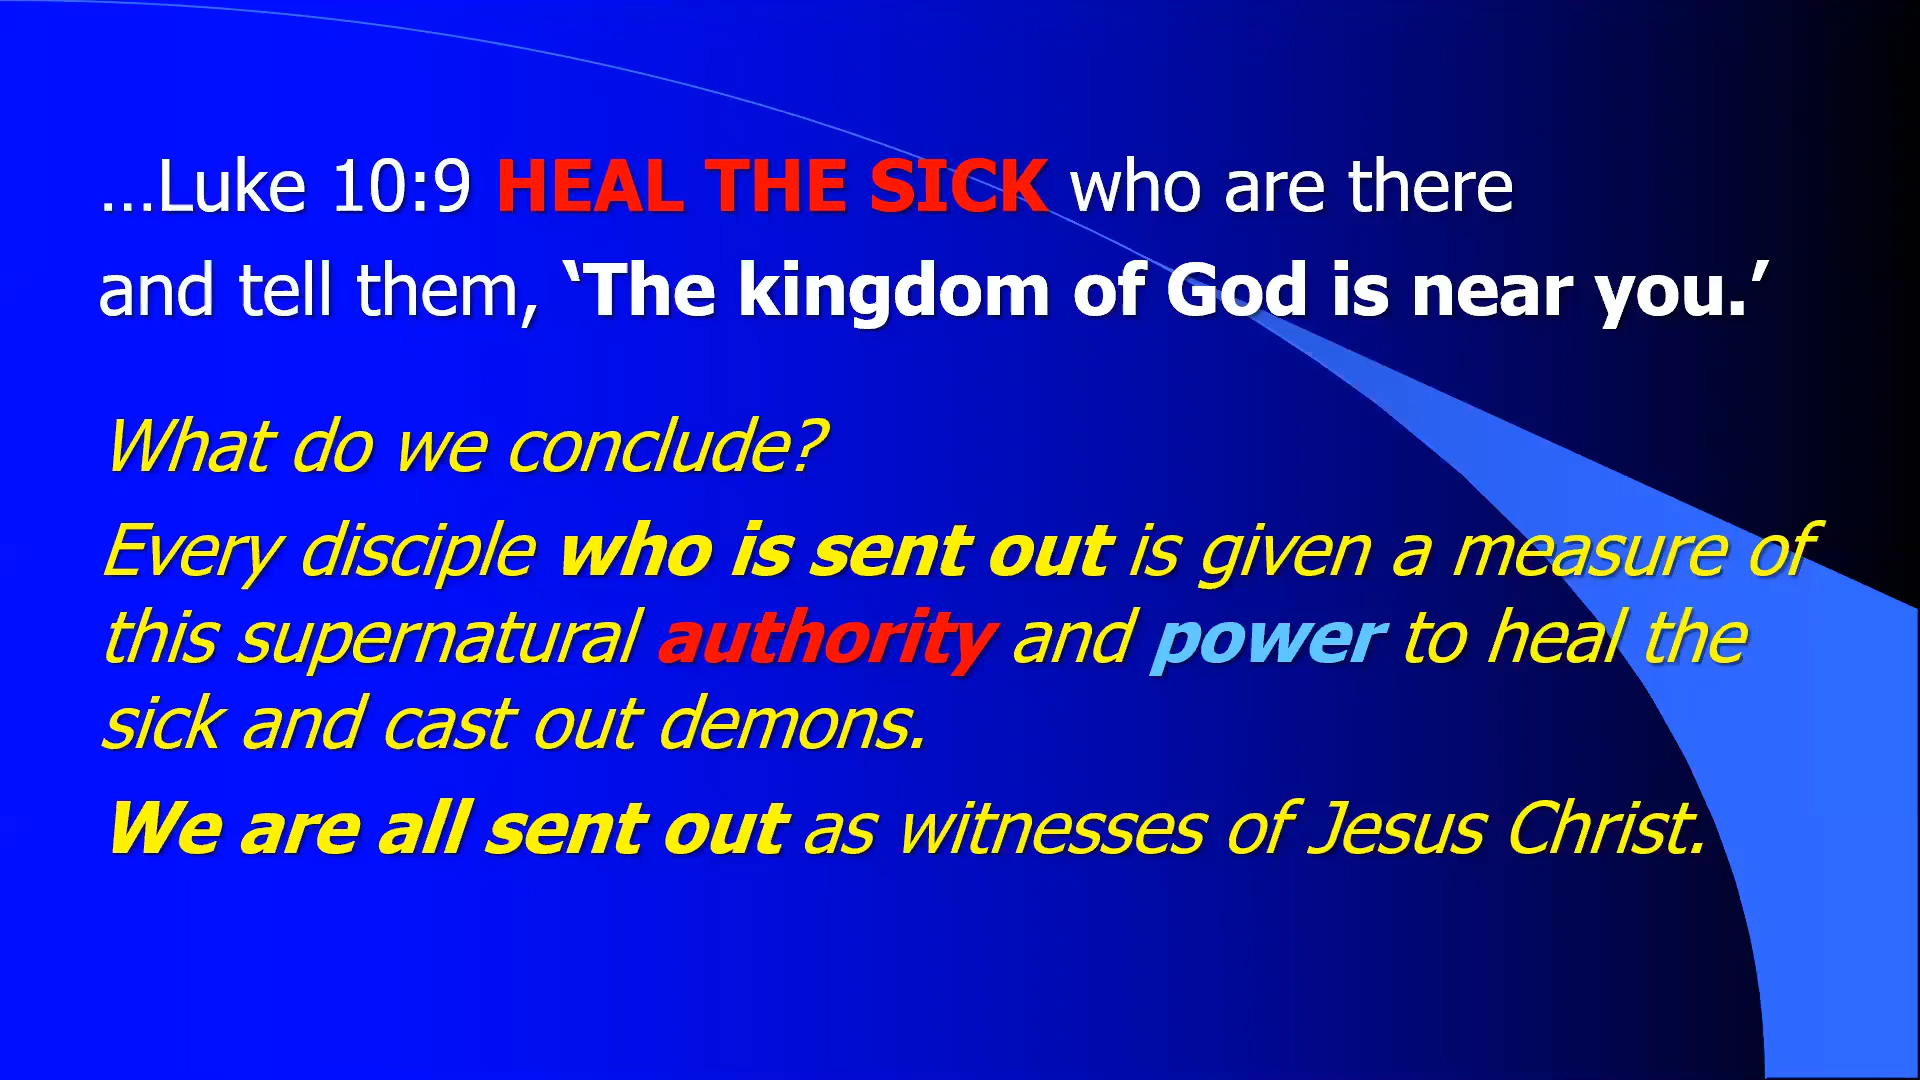 …Luke 10:9 HEAL THE SICK who are there
and tell them, ‘The kingdom of God is near you.’
What do we conclude?
Every disciple who is sent out is given a measure of
this supernatural authority and power to heal the
sick and cast out demons.
We are all sent out as witnesses of Jesus Christ.